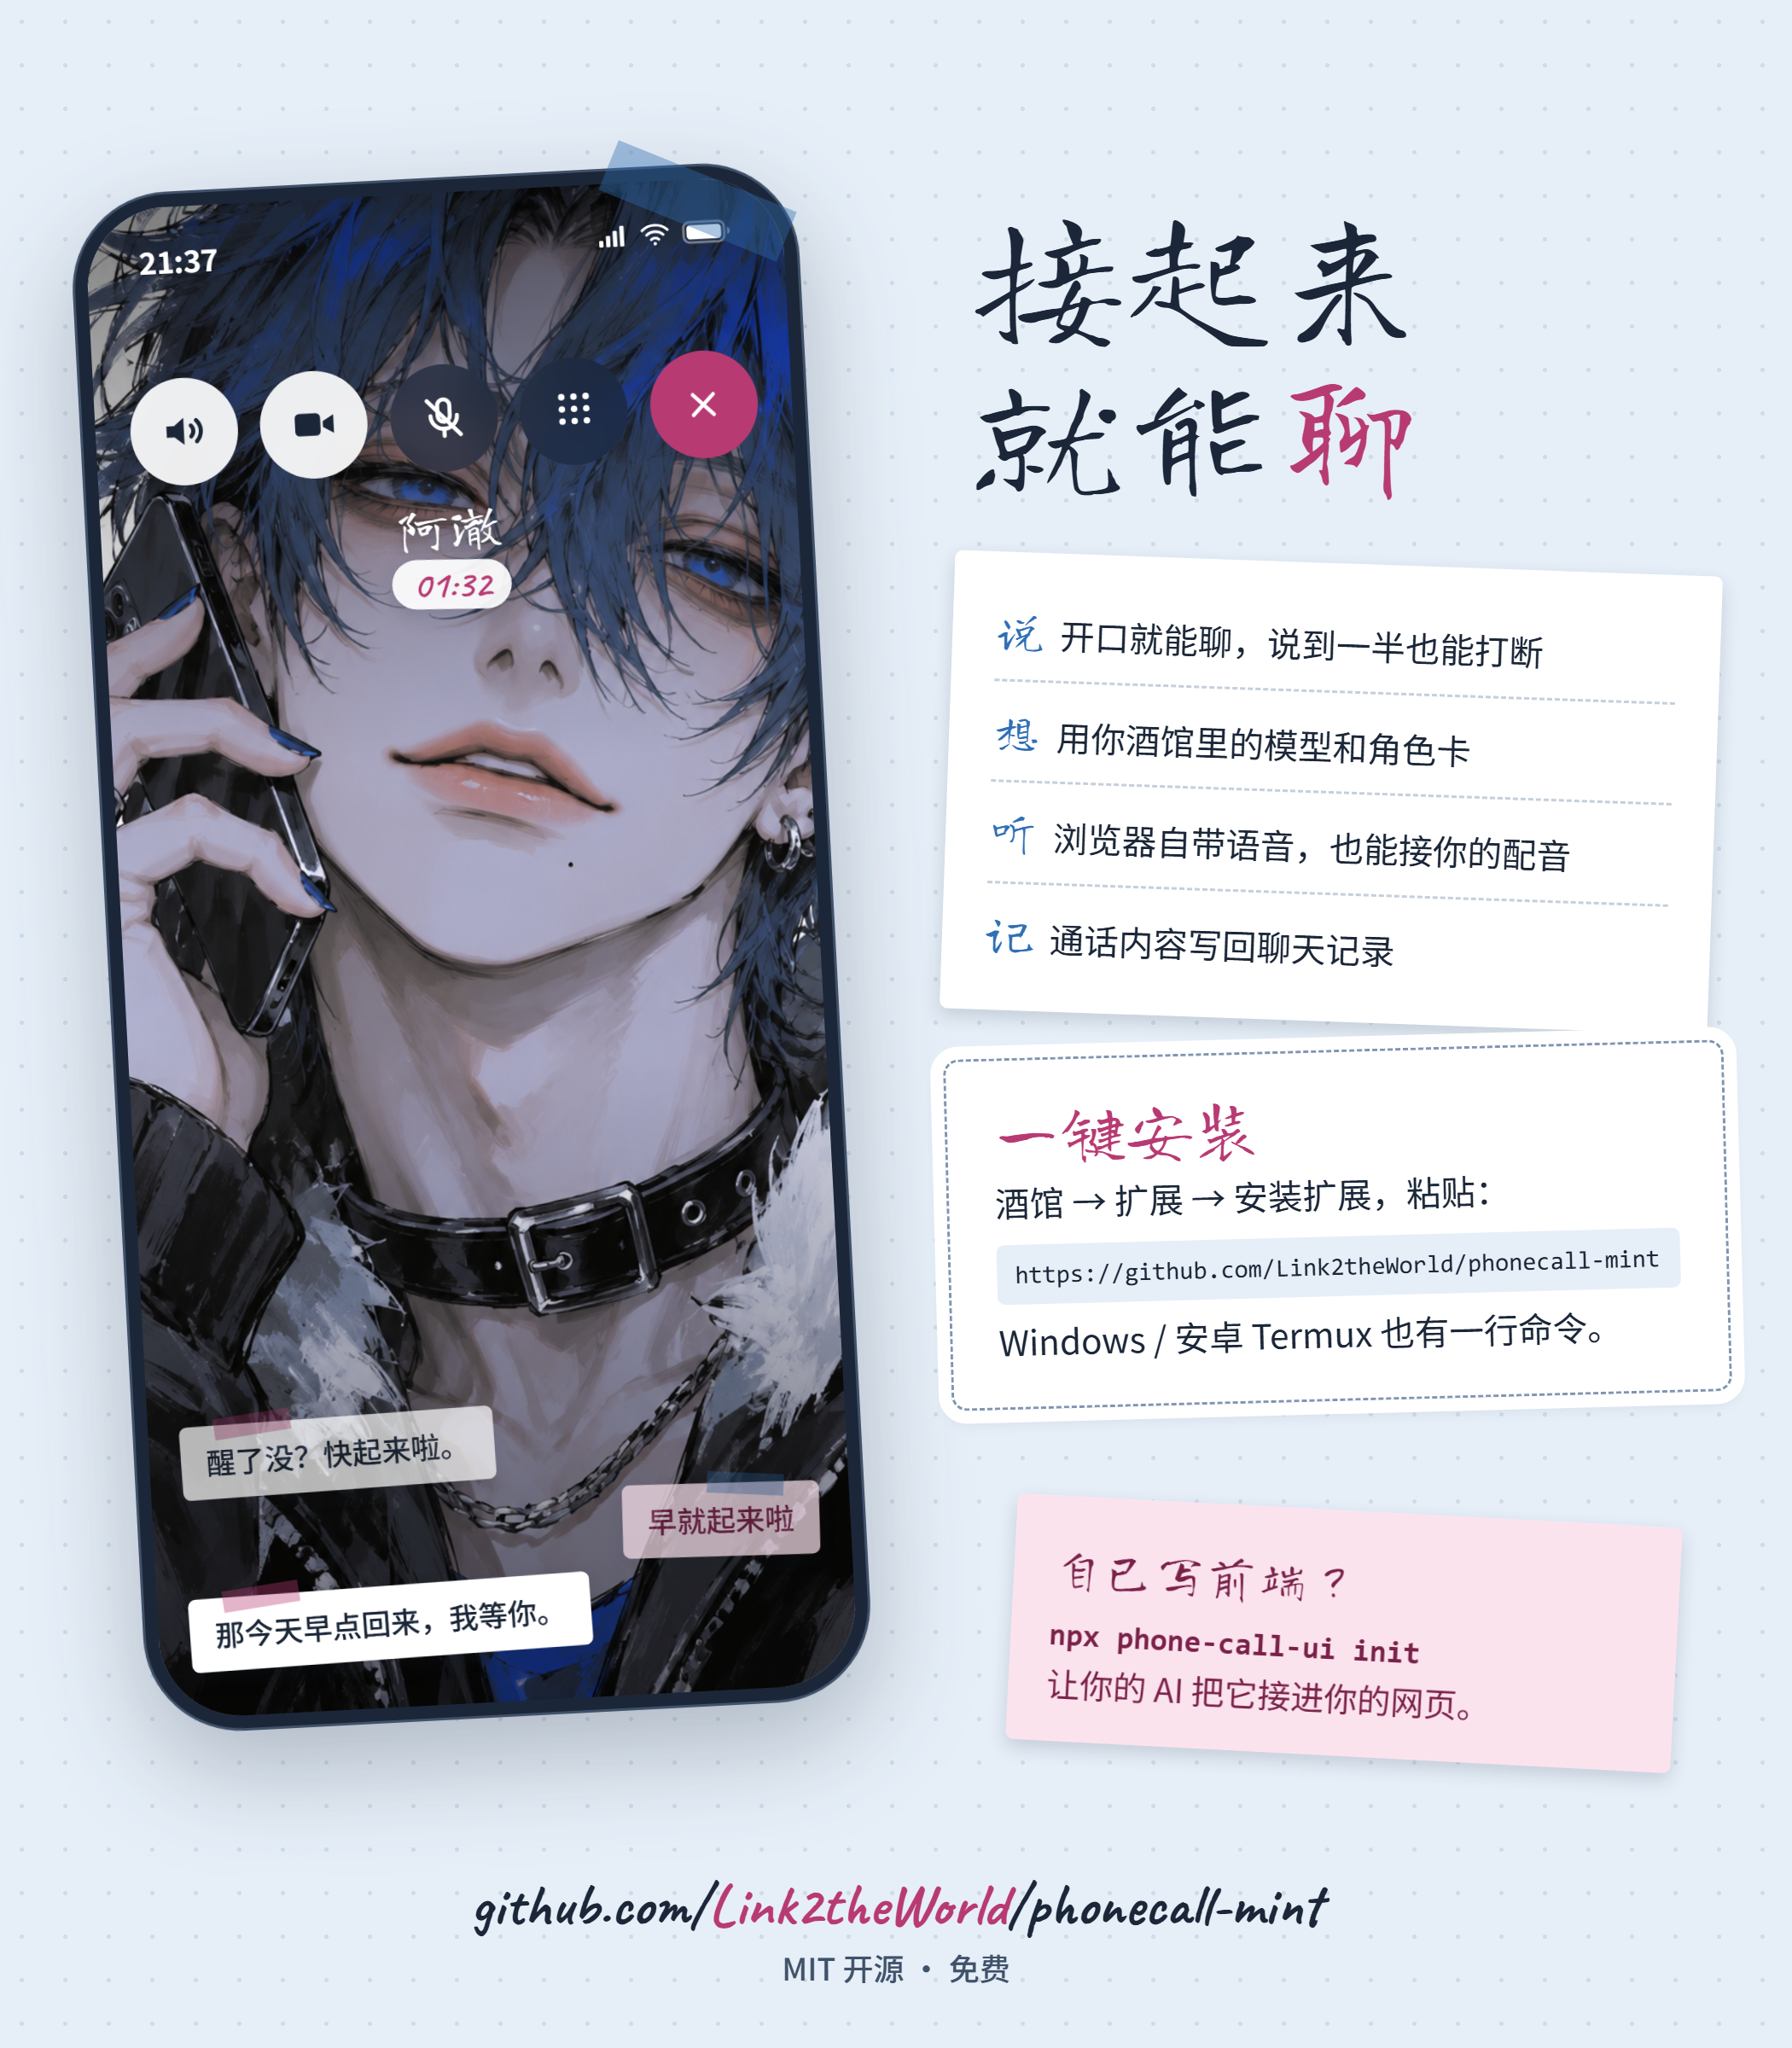 21:37
阿澈
01:32
醒了没？快起来啦。
早就起来啦
那今天早点回来，我等你。
接起来
就能聊
说 开口就能聊，说到一半也能打断
想 用你酒馆里的模型和角色卡
听 浏览器自带语音，也能接你的配音
记 通话内容写回聊天记录
一键安装
酒馆 → 扩展 → 安装扩展，粘贴：
https://github.com/Link2theWorld/phonecall-mint
Windows / 安卓 Termux 也有一行命令。
自己写前端？
npx phone-call-ui init
让你的 AI 把它接进你的网页。
github.com/Link2theWorld/phonecall-mint
MIT 开源 · 免费